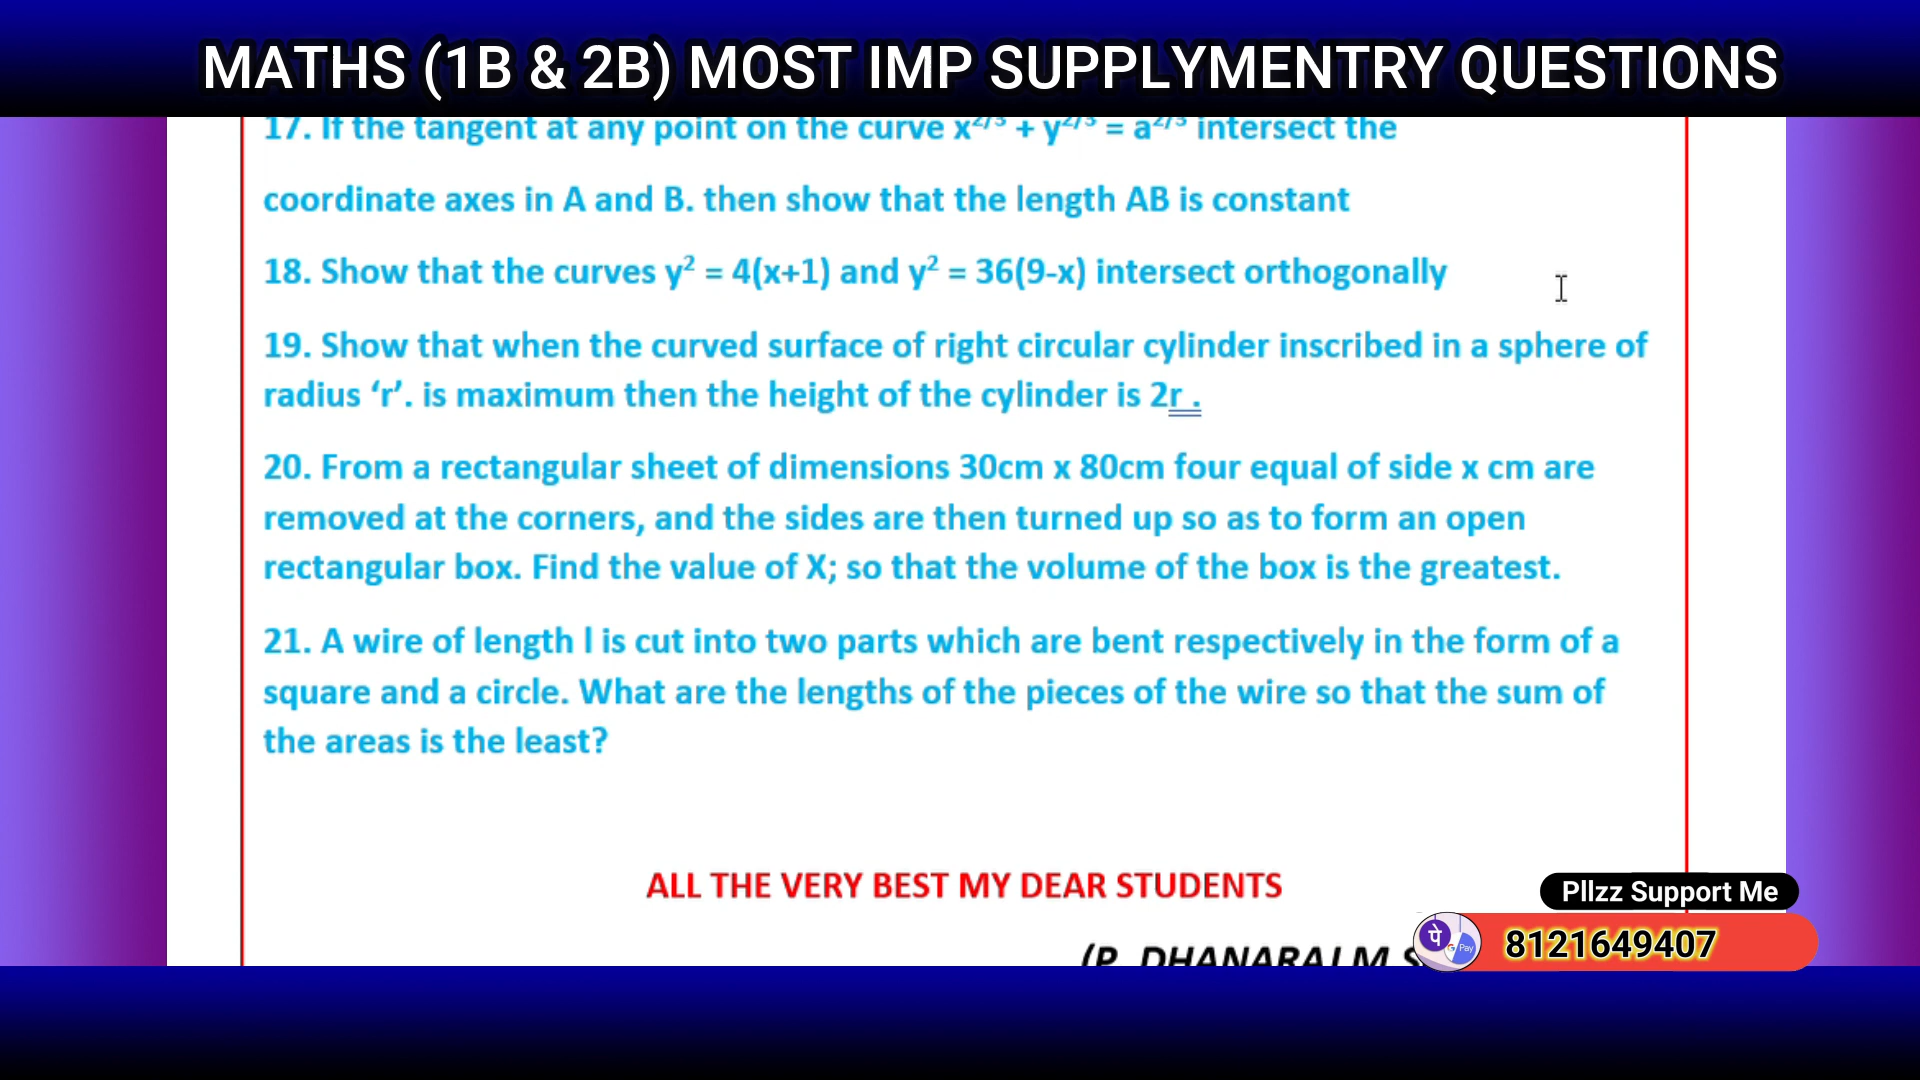 MATHS (1B & 2B) MOST IMP SUPPLYMENTRY QUESTIONS
17. If the tangent at any point on the curve x²/³ + y²/³ = a²/³ intersect the
coordinate axes in A and B. then show that the length AB is constant
18. Show that the curves y² = 4(x+1) and y² = 36(9-x) intersect orthogonally
19. Show that when the curved surface of right circular cylinder inscribed in a sphere of
radius ‘r’. is maximum then the height of the cylinder is 2r .
20. From a rectangular sheet of dimensions 30cm x 80cm four equal of side x cm are
removed at the corners, and the sides are then turned up so as to form an open
rectangular box. Find the value of X; so that the volume of the box is the greatest.
21. A wire of length l is cut into two parts which are bent respectively in the form of a
square and a circle. What are the lengths of the pieces of the wire so that the sum of
the areas is the least?
ALL THE VERY BEST MY DEAR STUDENTS
Pllzz Support Me
(P. DHANARAJ M
पे G Pay 8121649407